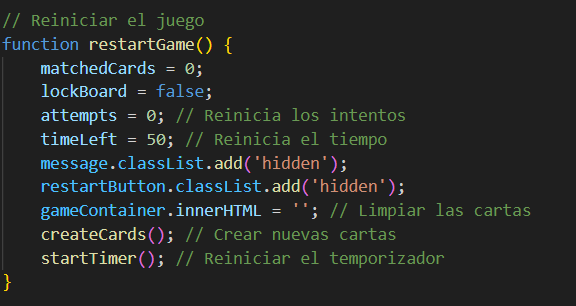 // Reiniciar el juego
function restartGame() {
    matchedCards = 0;
    lockBoard = false;
    attempts = 0; // Reinicia los intentos
    timeLeft = 50; // Reinicia el tiempo
    message.classList.add('hidden');
    restartButton.classList.add('hidden');
    gameContainer.innerHTML = ''; // Limpiar las cartas
    createCards(); // Crear nuevas cartas
    startTimer(); // Reiniciar el temporizador
}